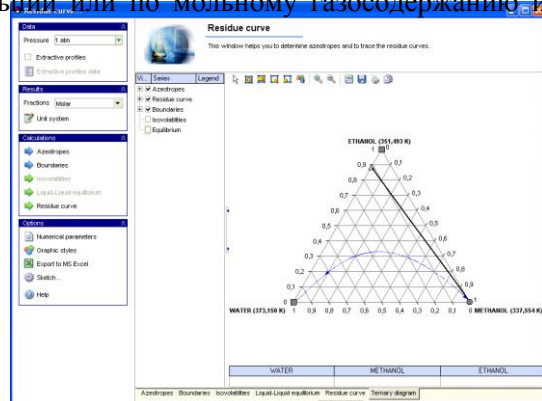 или по мольному газосодержанию
Residue curve
Data
Pressure 1 atm
Extractive profiles
Extractive profiles data
Results
Fractions Molar
Unit system
Calculations
Azeotropes
Boundaries
Isovolatilities
Liquid-Liquid equilibrium
Residue curve
Options
Numerical parameters
Graphic styles
Export to MS Excel
Sketch...
Help
Residue curve
This window helps you to determine azeotropes and to trace the residue curves.
Vi... Series Legend
Azeotropes
Residue curve
Boundaries
Isovolatilities
Equilibrium
ETHANOL (351,493 K)
1 0
0,9 0,1
0,8 0,2
0,7 0,3
0,6 0,4
0,5 0,5
0,4 0,6
0,3 0,7
0,2 0,8
0,1 0,9
0 1
WATER (373,150 K) 1 0,9 0,8 0,7 0,6 0,5 0,4 0,3 0,2 0,1 0 METHANOL (337,554 K)
WATER METHANOL ETHANOL
Azeotropes Boundaries Isovolatilities Liquid-Liquid equilibrium Residue curve Ternary diagram